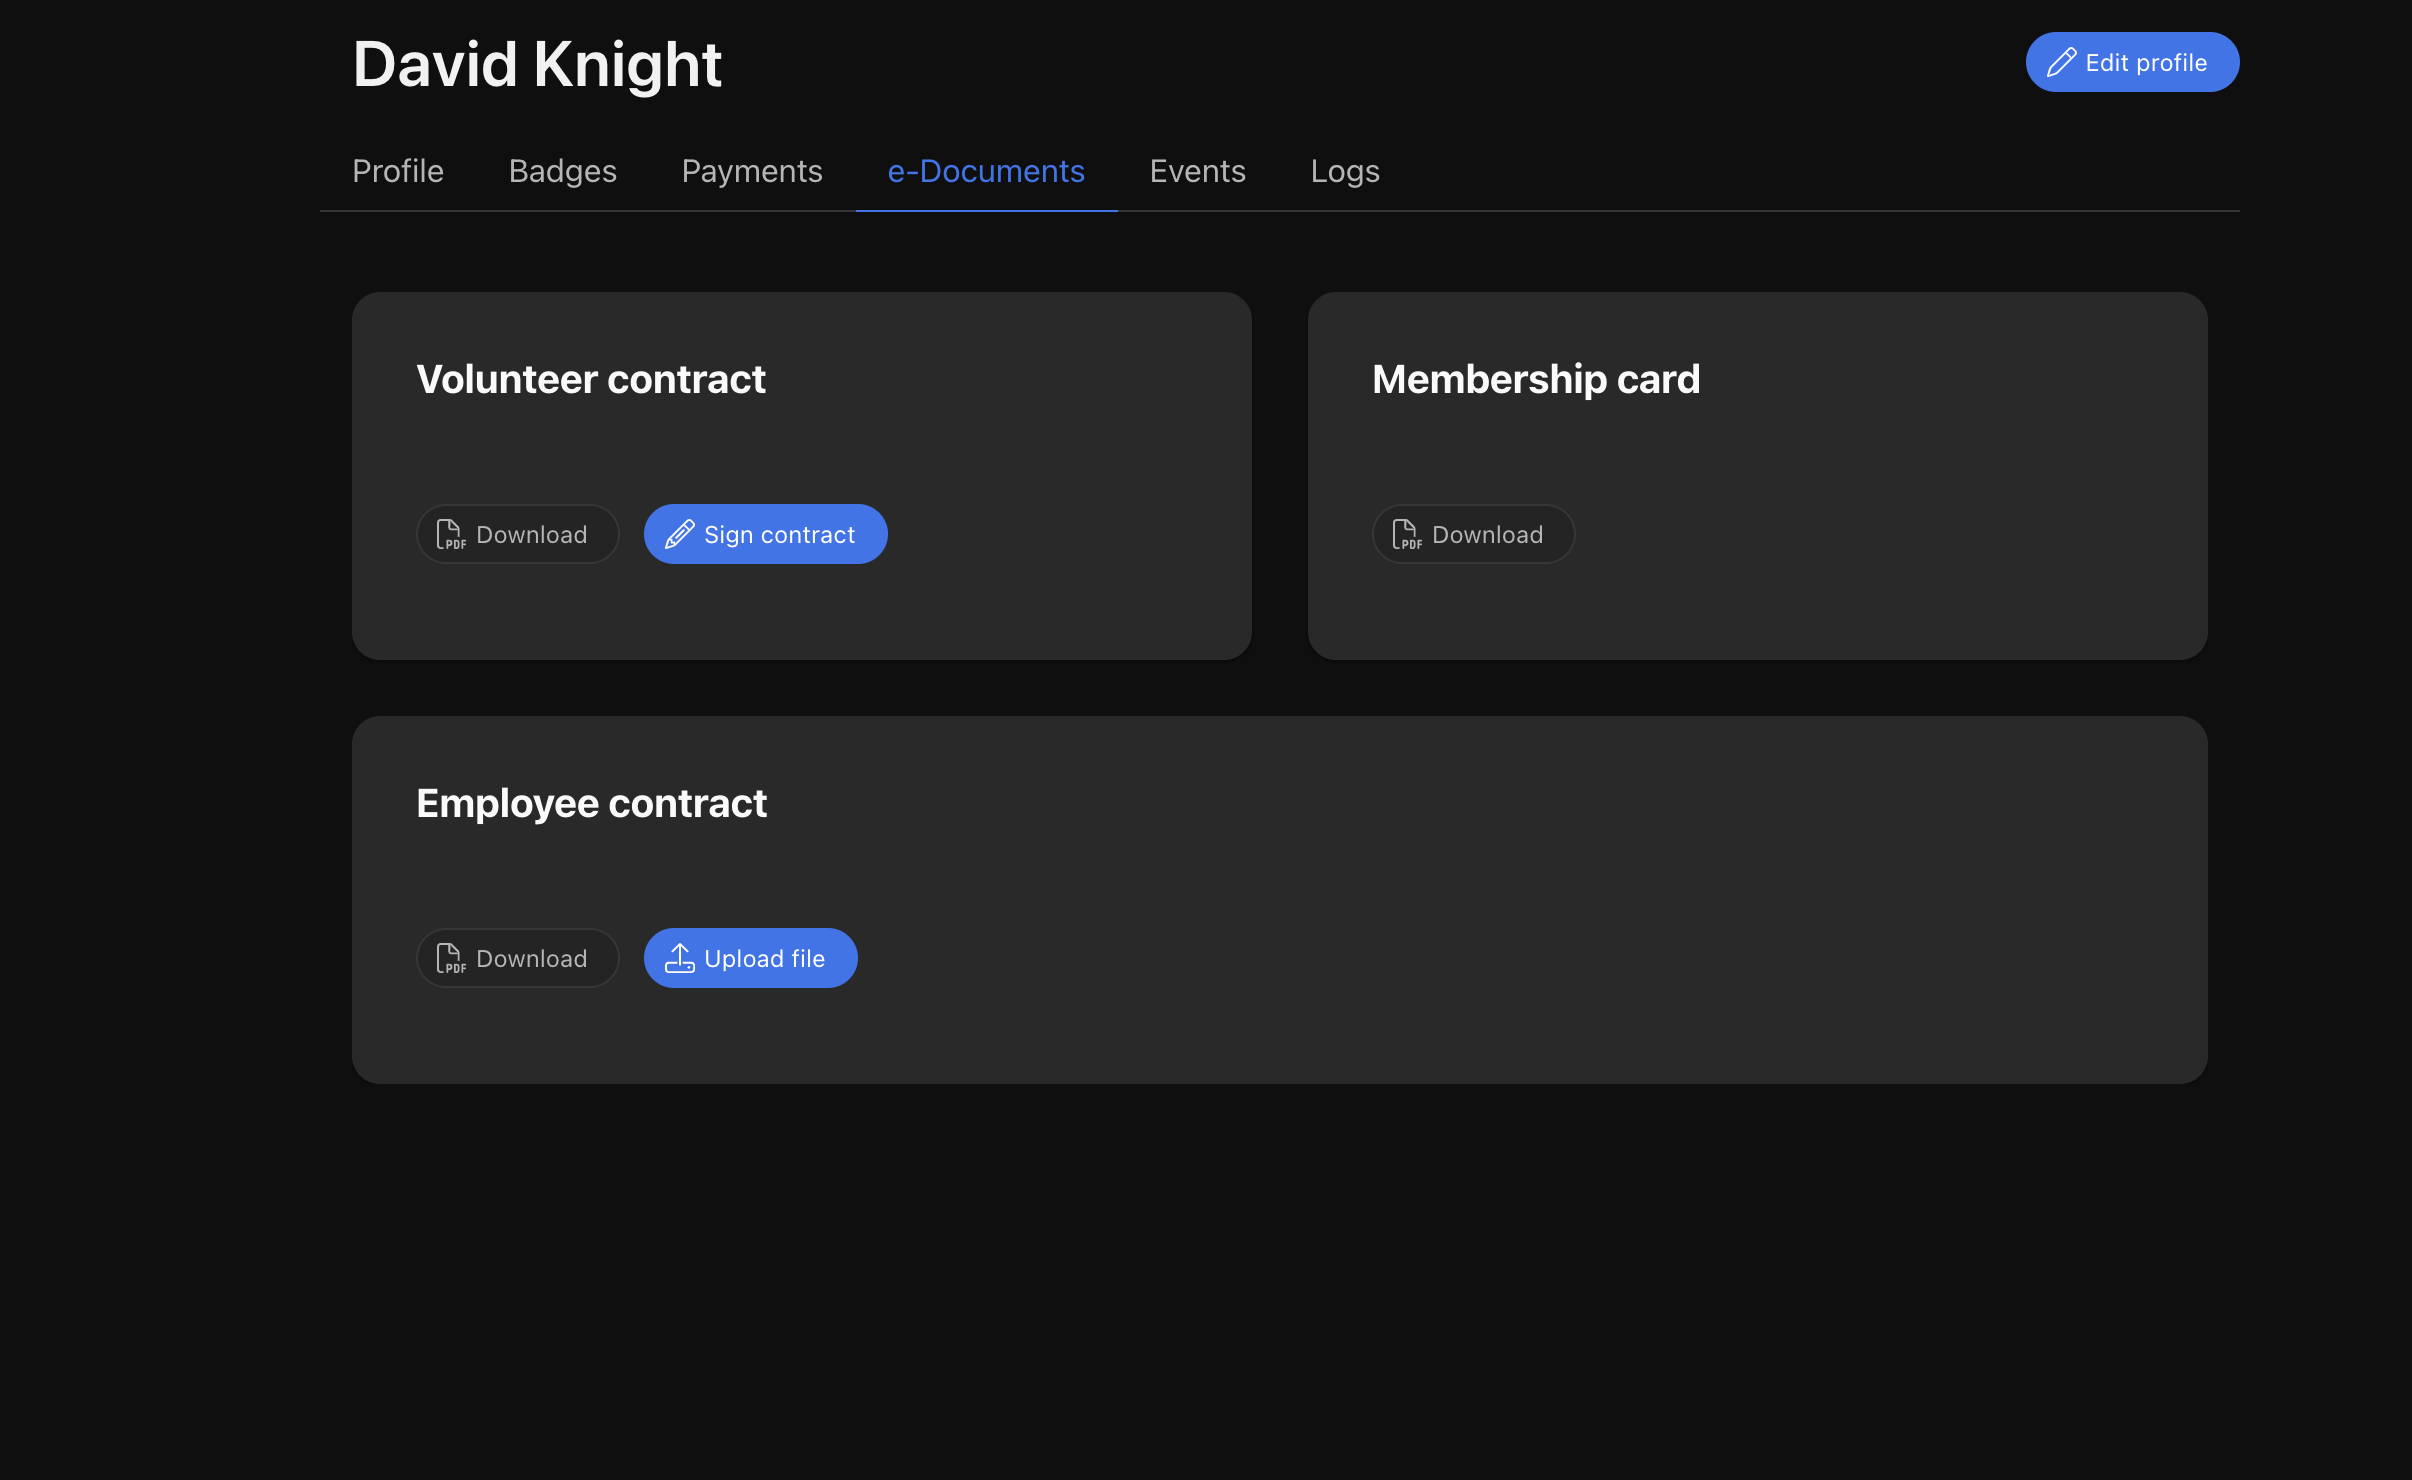 David Knight
Edit profile
Profile Badges Payments e-Documents Events Logs
Volunteer contract
PDF Download Sign contract
Membership card
PDF Download
Employee contract
PDF Download Upload file